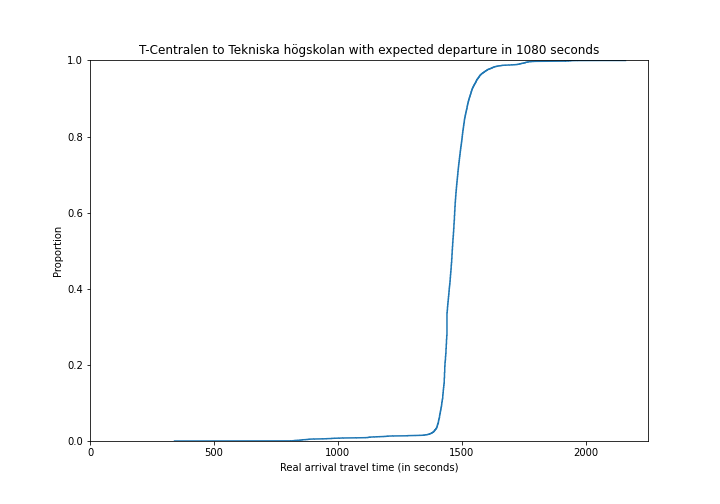 T-Centralen to Tekniska högskolan with expected departure in 1080 seconds
1.0
0.8
0.6
0.4
0.2
0.0
Proportion
0 500 1000 1500 2000
Real arrival travel time (in seconds)